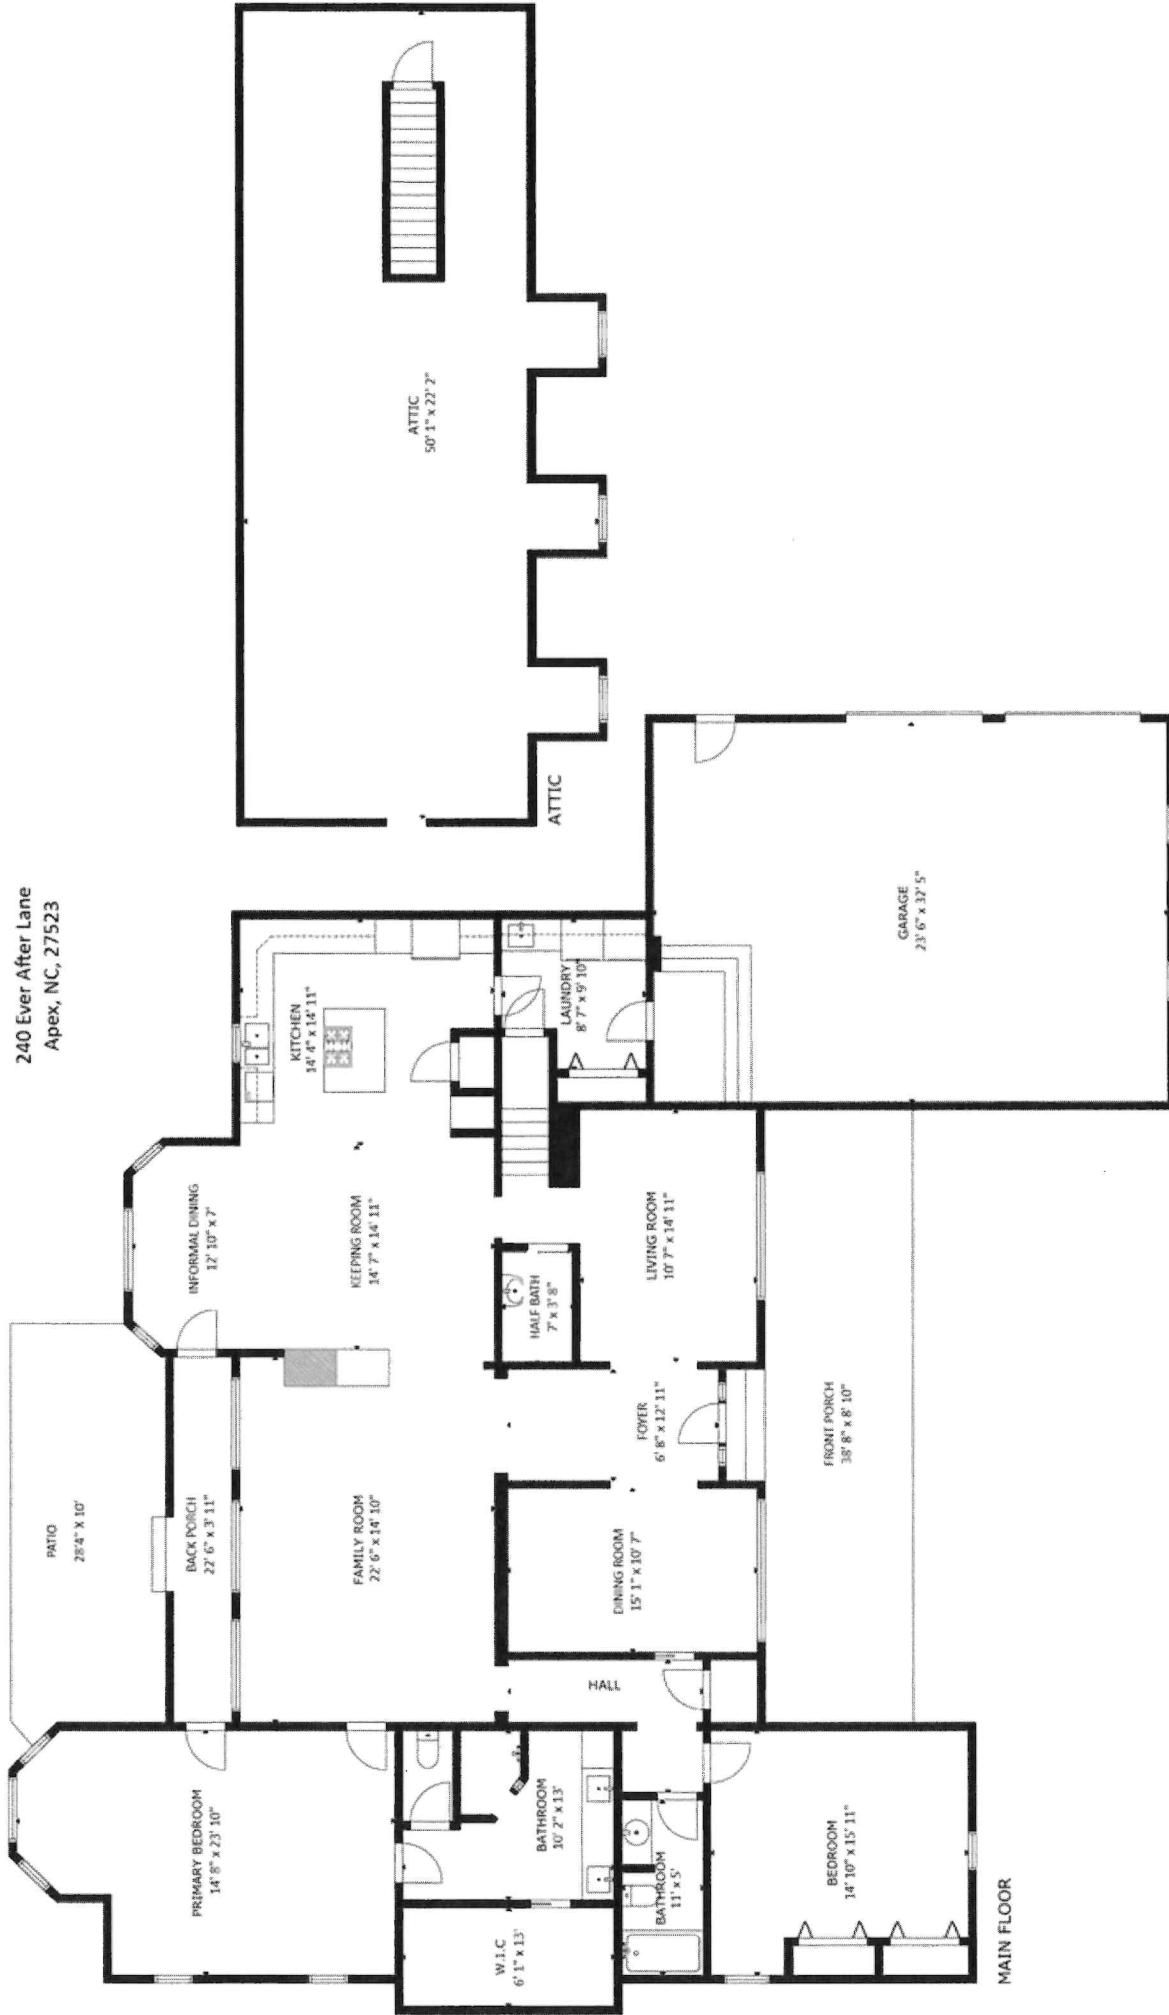 240 Ever After Lane
Apex, NC, 27523
PATIO
28'4" X 10'
PRIMARY BEDROOM
14' 8" x 23' 10"
BACK PORCH
22' 6" x 3' 11"
INFORMAL DINING
12' 10" x 7'
FAMILY ROOM
22' 6" x 14' 10"
KEEPING ROOM
14' 7" x 14' 11"
KITCHEN
14' 4" x 14' 11"
W.I.C
6' 1" x 13'
BATHROOM
10' 2" x 13'
HALL
DINING ROOM
15' 1" x 10' 7"
FOYER
6' 8" x 12' 11"
HALF BATH
7' x 3' 8"
LIVING ROOM
10' 7" x 14' 11"
LAUNDRY
8' 7" x 9' 10"
BATHROOM
11' x 5'
BEDROOM
14' 10" x 15' 11"
FRONT PORCH
38' 8" x 8' 10"
GARAGE
23' 6" x 32' 5"
MAIN FLOOR
ATTIC
50' 1" x 22' 2"
ATTIC